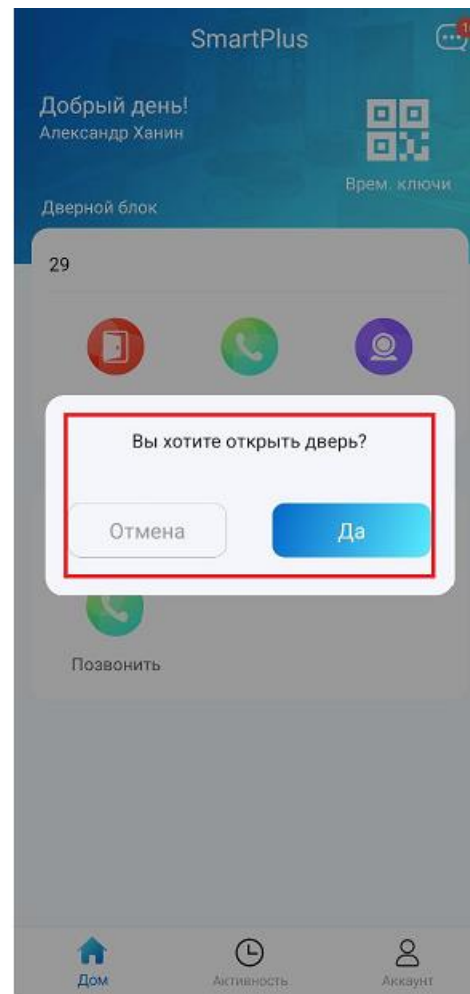 SmartPlus
Добрый день!
Александр Ханин
Врем. ключи
Дверной блок
29
Вы хотите открыть дверь?
Отмена
Да
Позвонить
Дом
Активность
Аккаунт